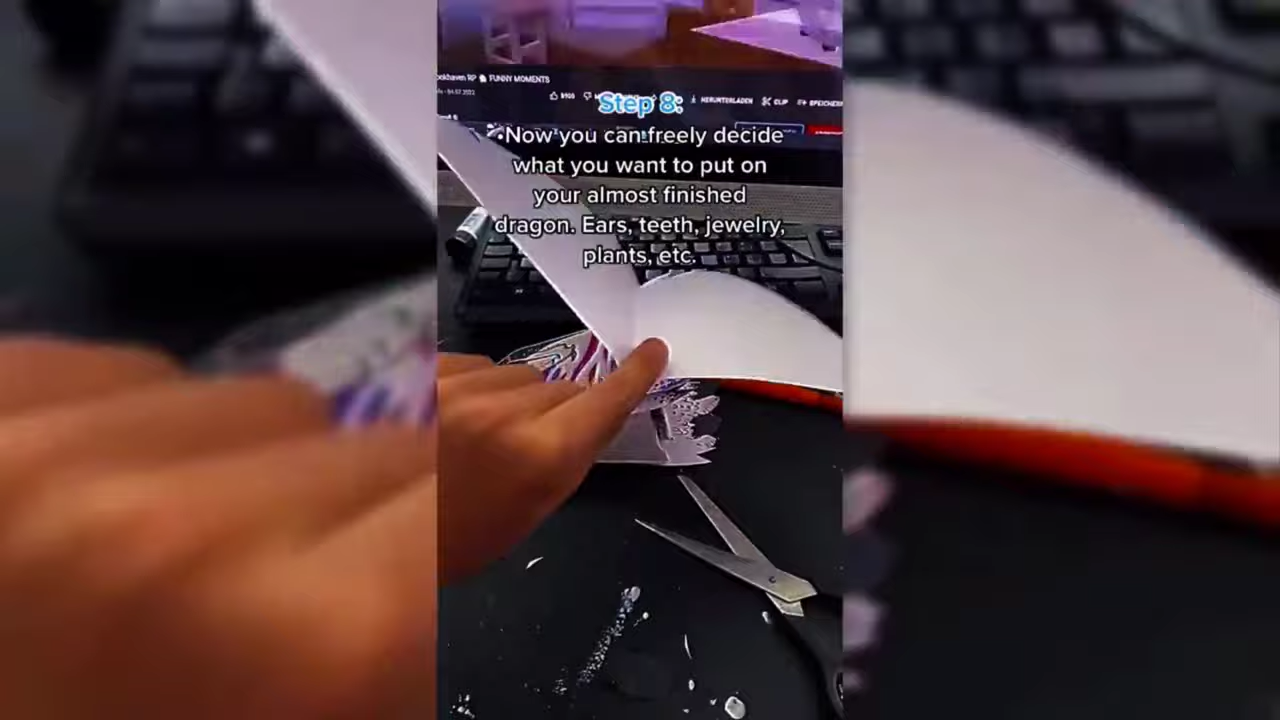 FUNNY MOMENTS
HERUNTERLADEN
CLIP
Step 8:
Now you can freely decide
what you want to put on
your almost finished
dragon. Ears, teeth, jewelry,
plants, etc.